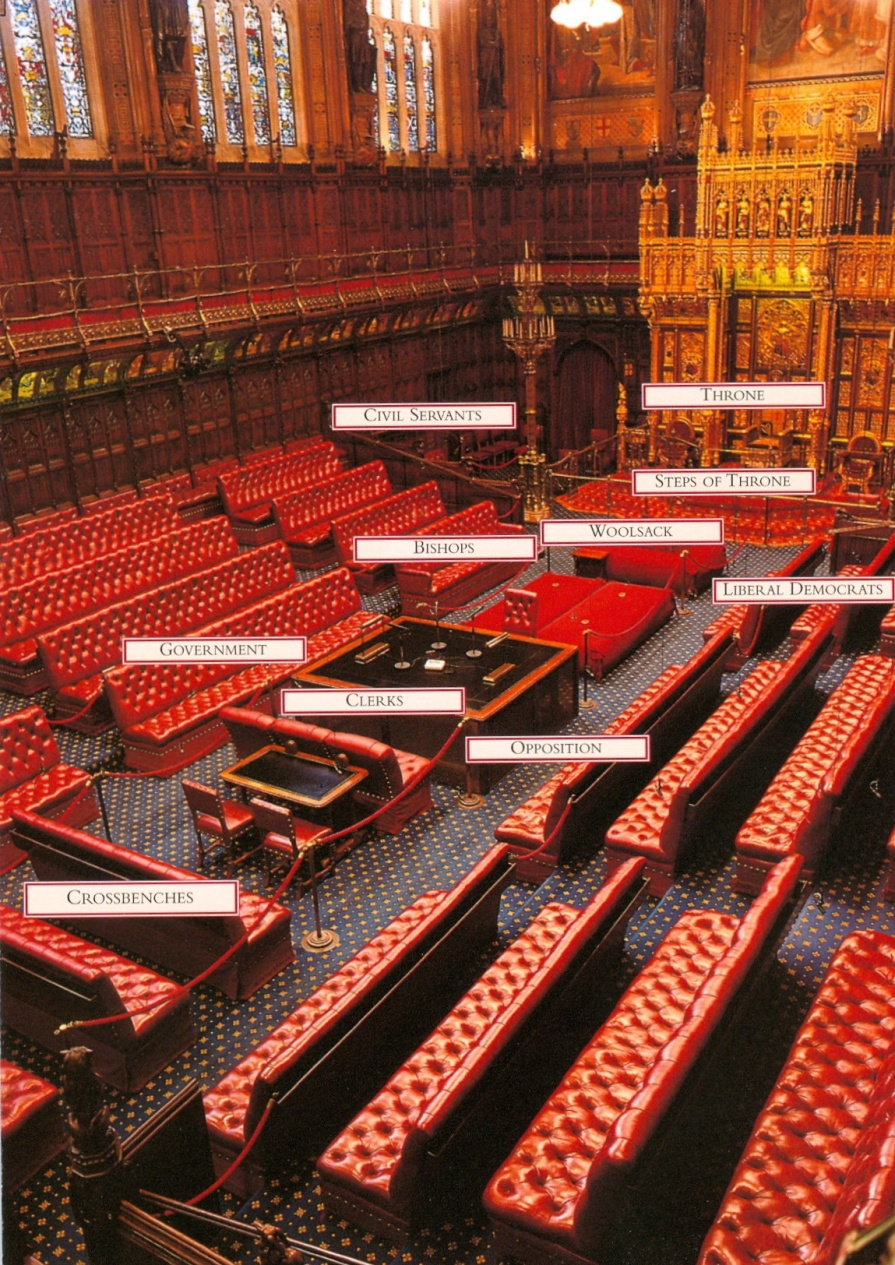 THRONE
CIVIL SERVANTS
STEPS OF THRONE
WOOLSACK
BISHOPS
LIBERAL DEMOCRATS
GOVERNMENT
CLERKS
OPPOSITION
CROSSBENCHES